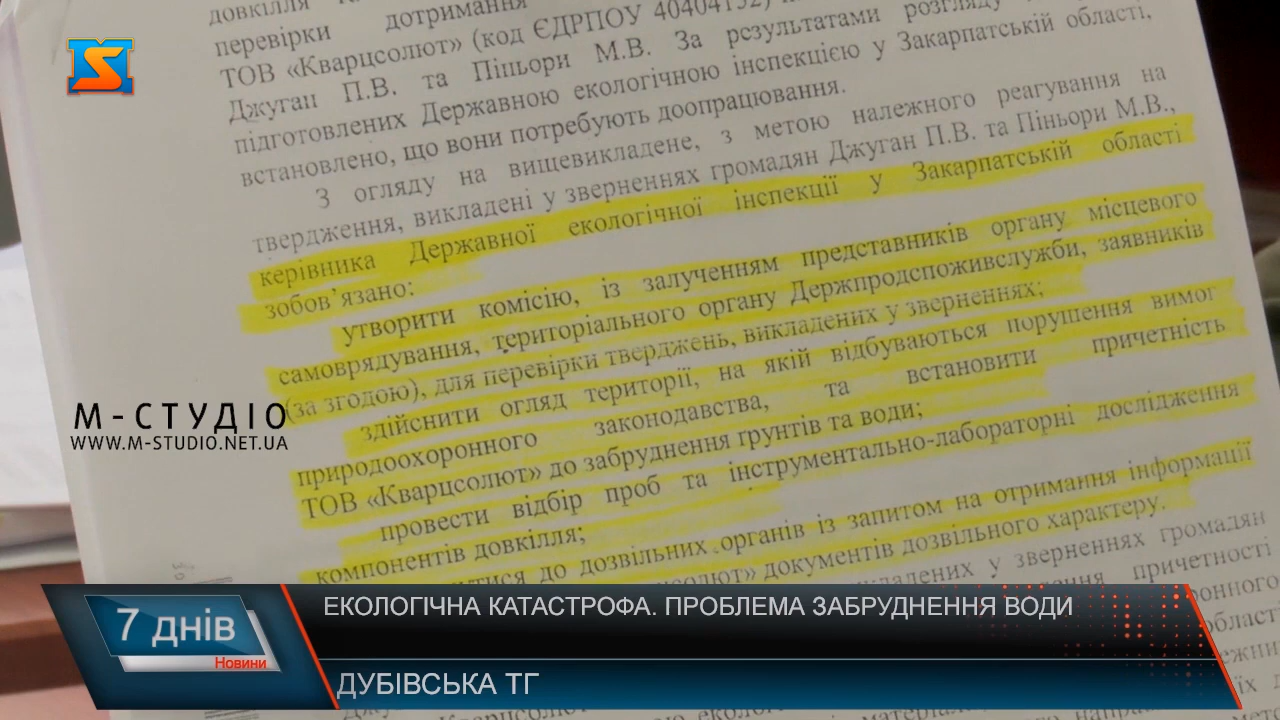 довкілля та
перевірки дотримання
ТОВ «Кварцсолют» (код ЄДРПОУ 40404152)
Джуган П.В. та Піцьори М.В. За результатами розгляду
підготовлених Державною екологічною інспекцією у Закарпатській області,
встановлено, що вони потребують доопрацювання.
З огляду на вищевикладене, з метою належного реагування на
твердження, викладені у зверненнях громадян Джуган П.В. та Піньори М.В.,
керівника Державної екологічної інспекції у Закарпатській області
зобов`язано:
утворити комісію, із залученням представників органу місцевого
самоврядування, територіального органу Держпродспоживслужби, заявників
(за згодою), для перевірки тверджень, викладених у зверненнях;
здійснити огляд території, на якій відбуваються порушення вимог
природоохоронного законодавства, та встановити причетність
ТОВ «Кварцсолют» до забруднення ґрунтів та води;
провести відбір проб та інструментально-лабораторні дослідження
компонентів довкілля;
до дозвільних органів із запитом на отримання інформації
документів дозвільного характеру.
у зверненнях громадян
причетності
M
М-СТУДІО
WWW.M-STUDIO.NET.UA
7 днів
Новини
ЕКОЛОГІЧНА КАТАСТРОФА. ПРОБЛЕМА ЗАБРУДНЕННЯ ВОДИ
ДУБІВСЬКА ТГ